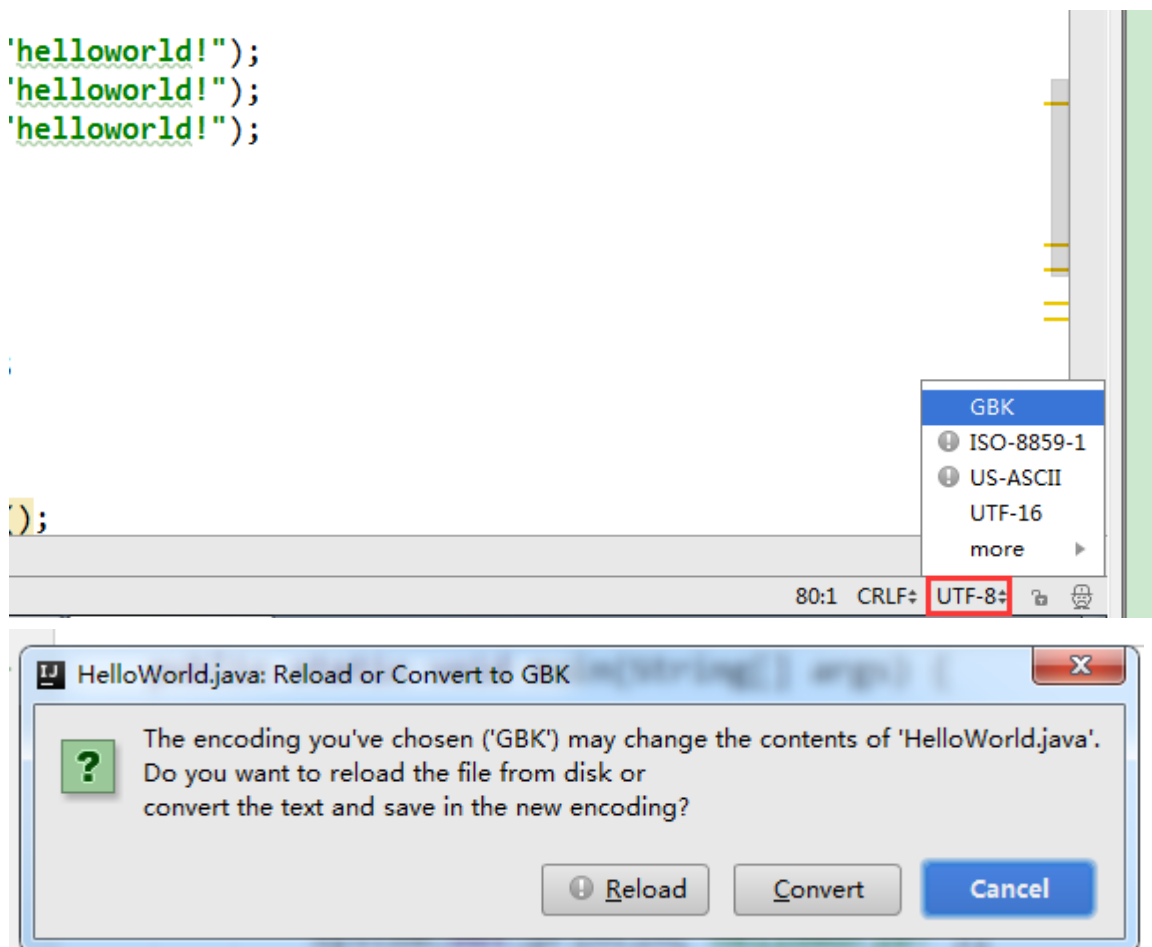 "helloworld!");
"helloworld!");
"helloworld!");
GBK
ISO-8859-1
US-ASCII
UTF-16
();
more
80:1 CRLF UTF-8
HelloWorld.java: Reload or Convert to GBK
(String[] args) {
The encoding you've chosen ('GBK') may change the contents of 'HelloWorld.java'.
Do you want to reload the file from disk or
convert the text and save in the new encoding?
Reload Convert Cancel